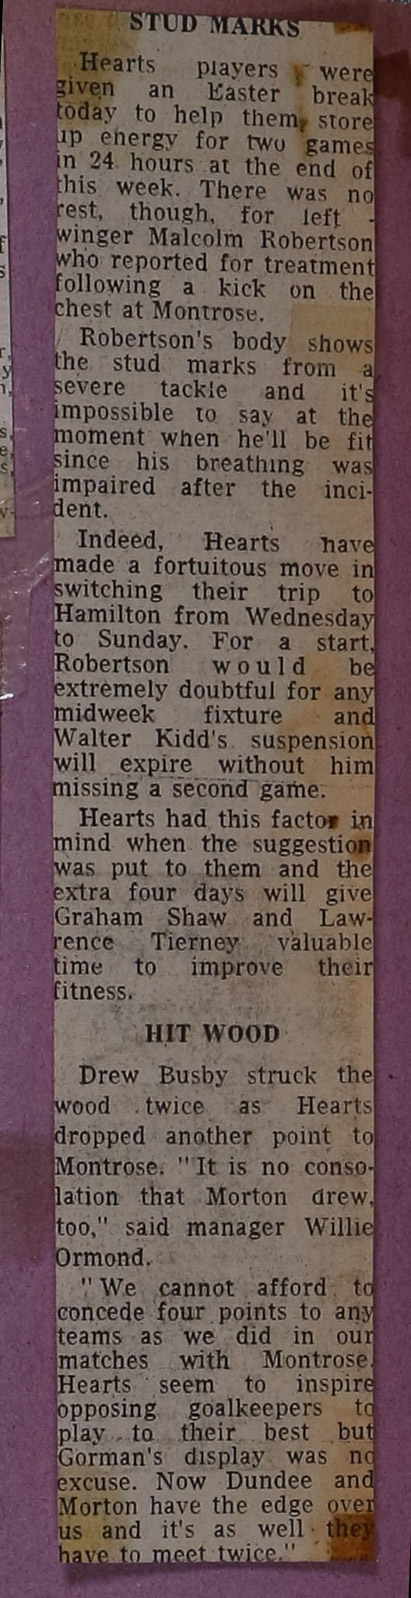 STUD MARKS
Hearts players were
given an Easter break
today to help them store
up energy for two games
in 24 hours at the end of
this week. There was no
rest, though, for left -
winger Malcolm Robertson
who reported for treatment
following a kick on the
chest at Montrose.
Robertson's body shows
the stud marks from a
severe tackle and it's
impossible to say at the
moment when he'll be fit
since his breathing was
impaired after the inci-
dent.
Indeed, Hearts have
made a fortuitous move in
switching their trip to
Hamilton from Wednesday
to Sunday. For a start,
Robertson would be
extremely doubtful for any
midweek fixture and
Walter Kidd's suspension
will expire without him
missing a second game.
Hearts had this factor in
mind when the suggestion
was put to them and the
extra four days will give
Graham Shaw and Law-
rence Tierney valuable
time to improve their
fitness.
HIT WOOD
Drew Busby struck the
wood twice as Hearts
dropped another point to
Montrose. "It is no conso-
lation that Morton drew,
too," said manager Willie
Ormond.
"We cannot afford to
concede four points to any
teams as we did in our
matches with Montrose.
Hearts seem to inspire
opposing goalkeepers to
play to their best but
Gorman's display was no
excuse. Now Dundee and
Morton have the edge over
us and it's as well they
have to meet twice."